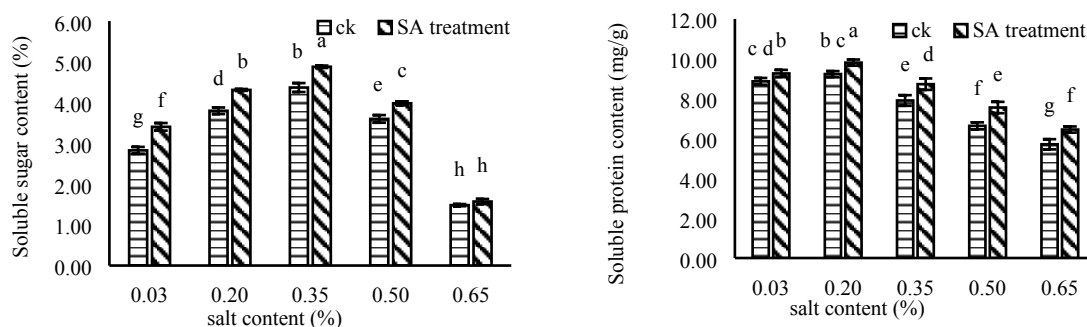 Soluble sugar content (%)
6.00
5.00
4.00
3.00
2.00
1.00
0.00
ck SA treatment
g f d b b a e c h h
0.03 0.20 0.35 0.50 0.65
salt content (%)
Soluble protein content (mg/g)
12.00
10.00
8.00
6.00
4.00
2.00
0.00
ck SA treatment
c d b b c a e d f e g f
0.03 0.20 0.35 0.50 0.65
salt content (%)